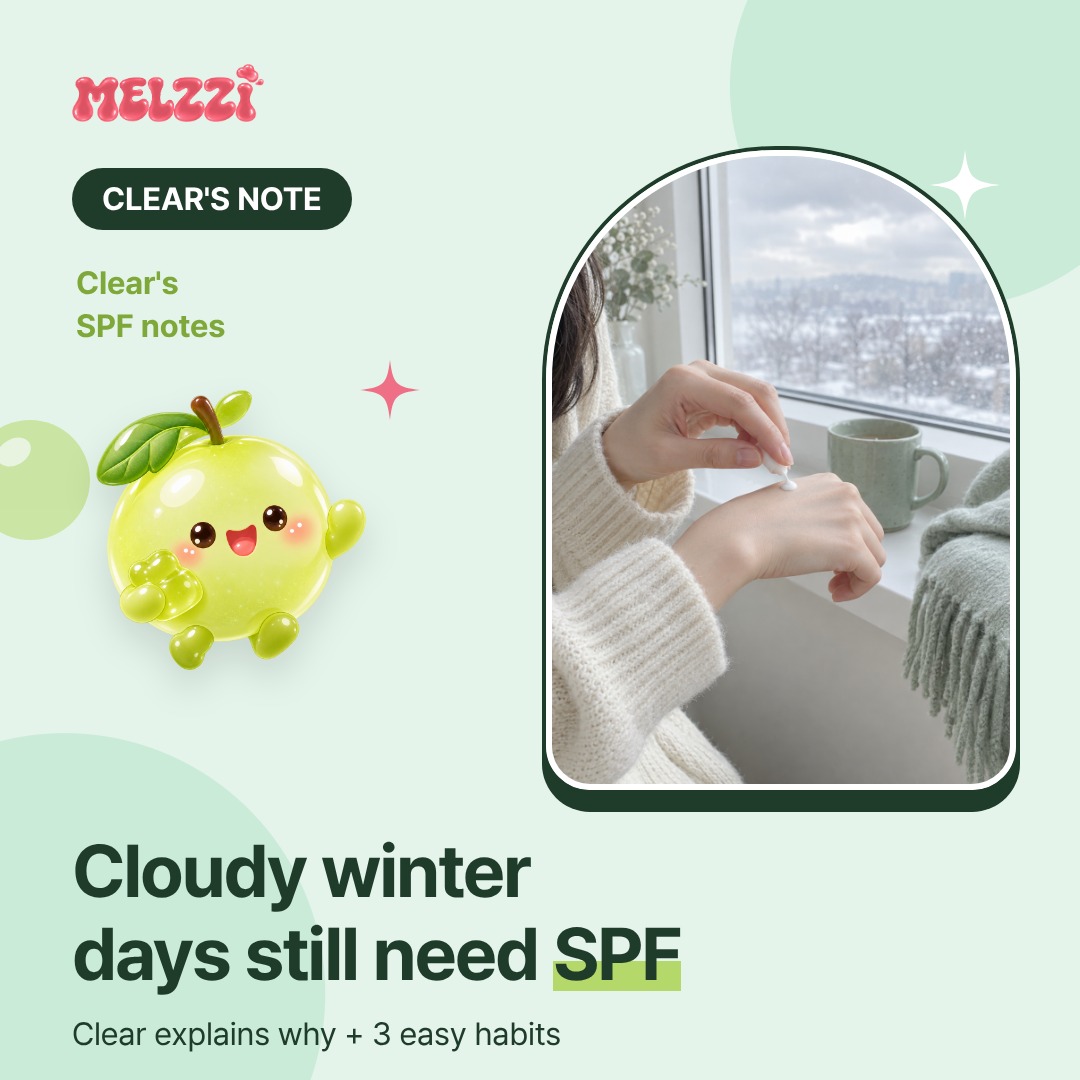 MELZZI
CLEAR'S NOTE
Clear's
SPF notes
Cloudy winter
days still need SPF
Clear explains why + 3 easy habits